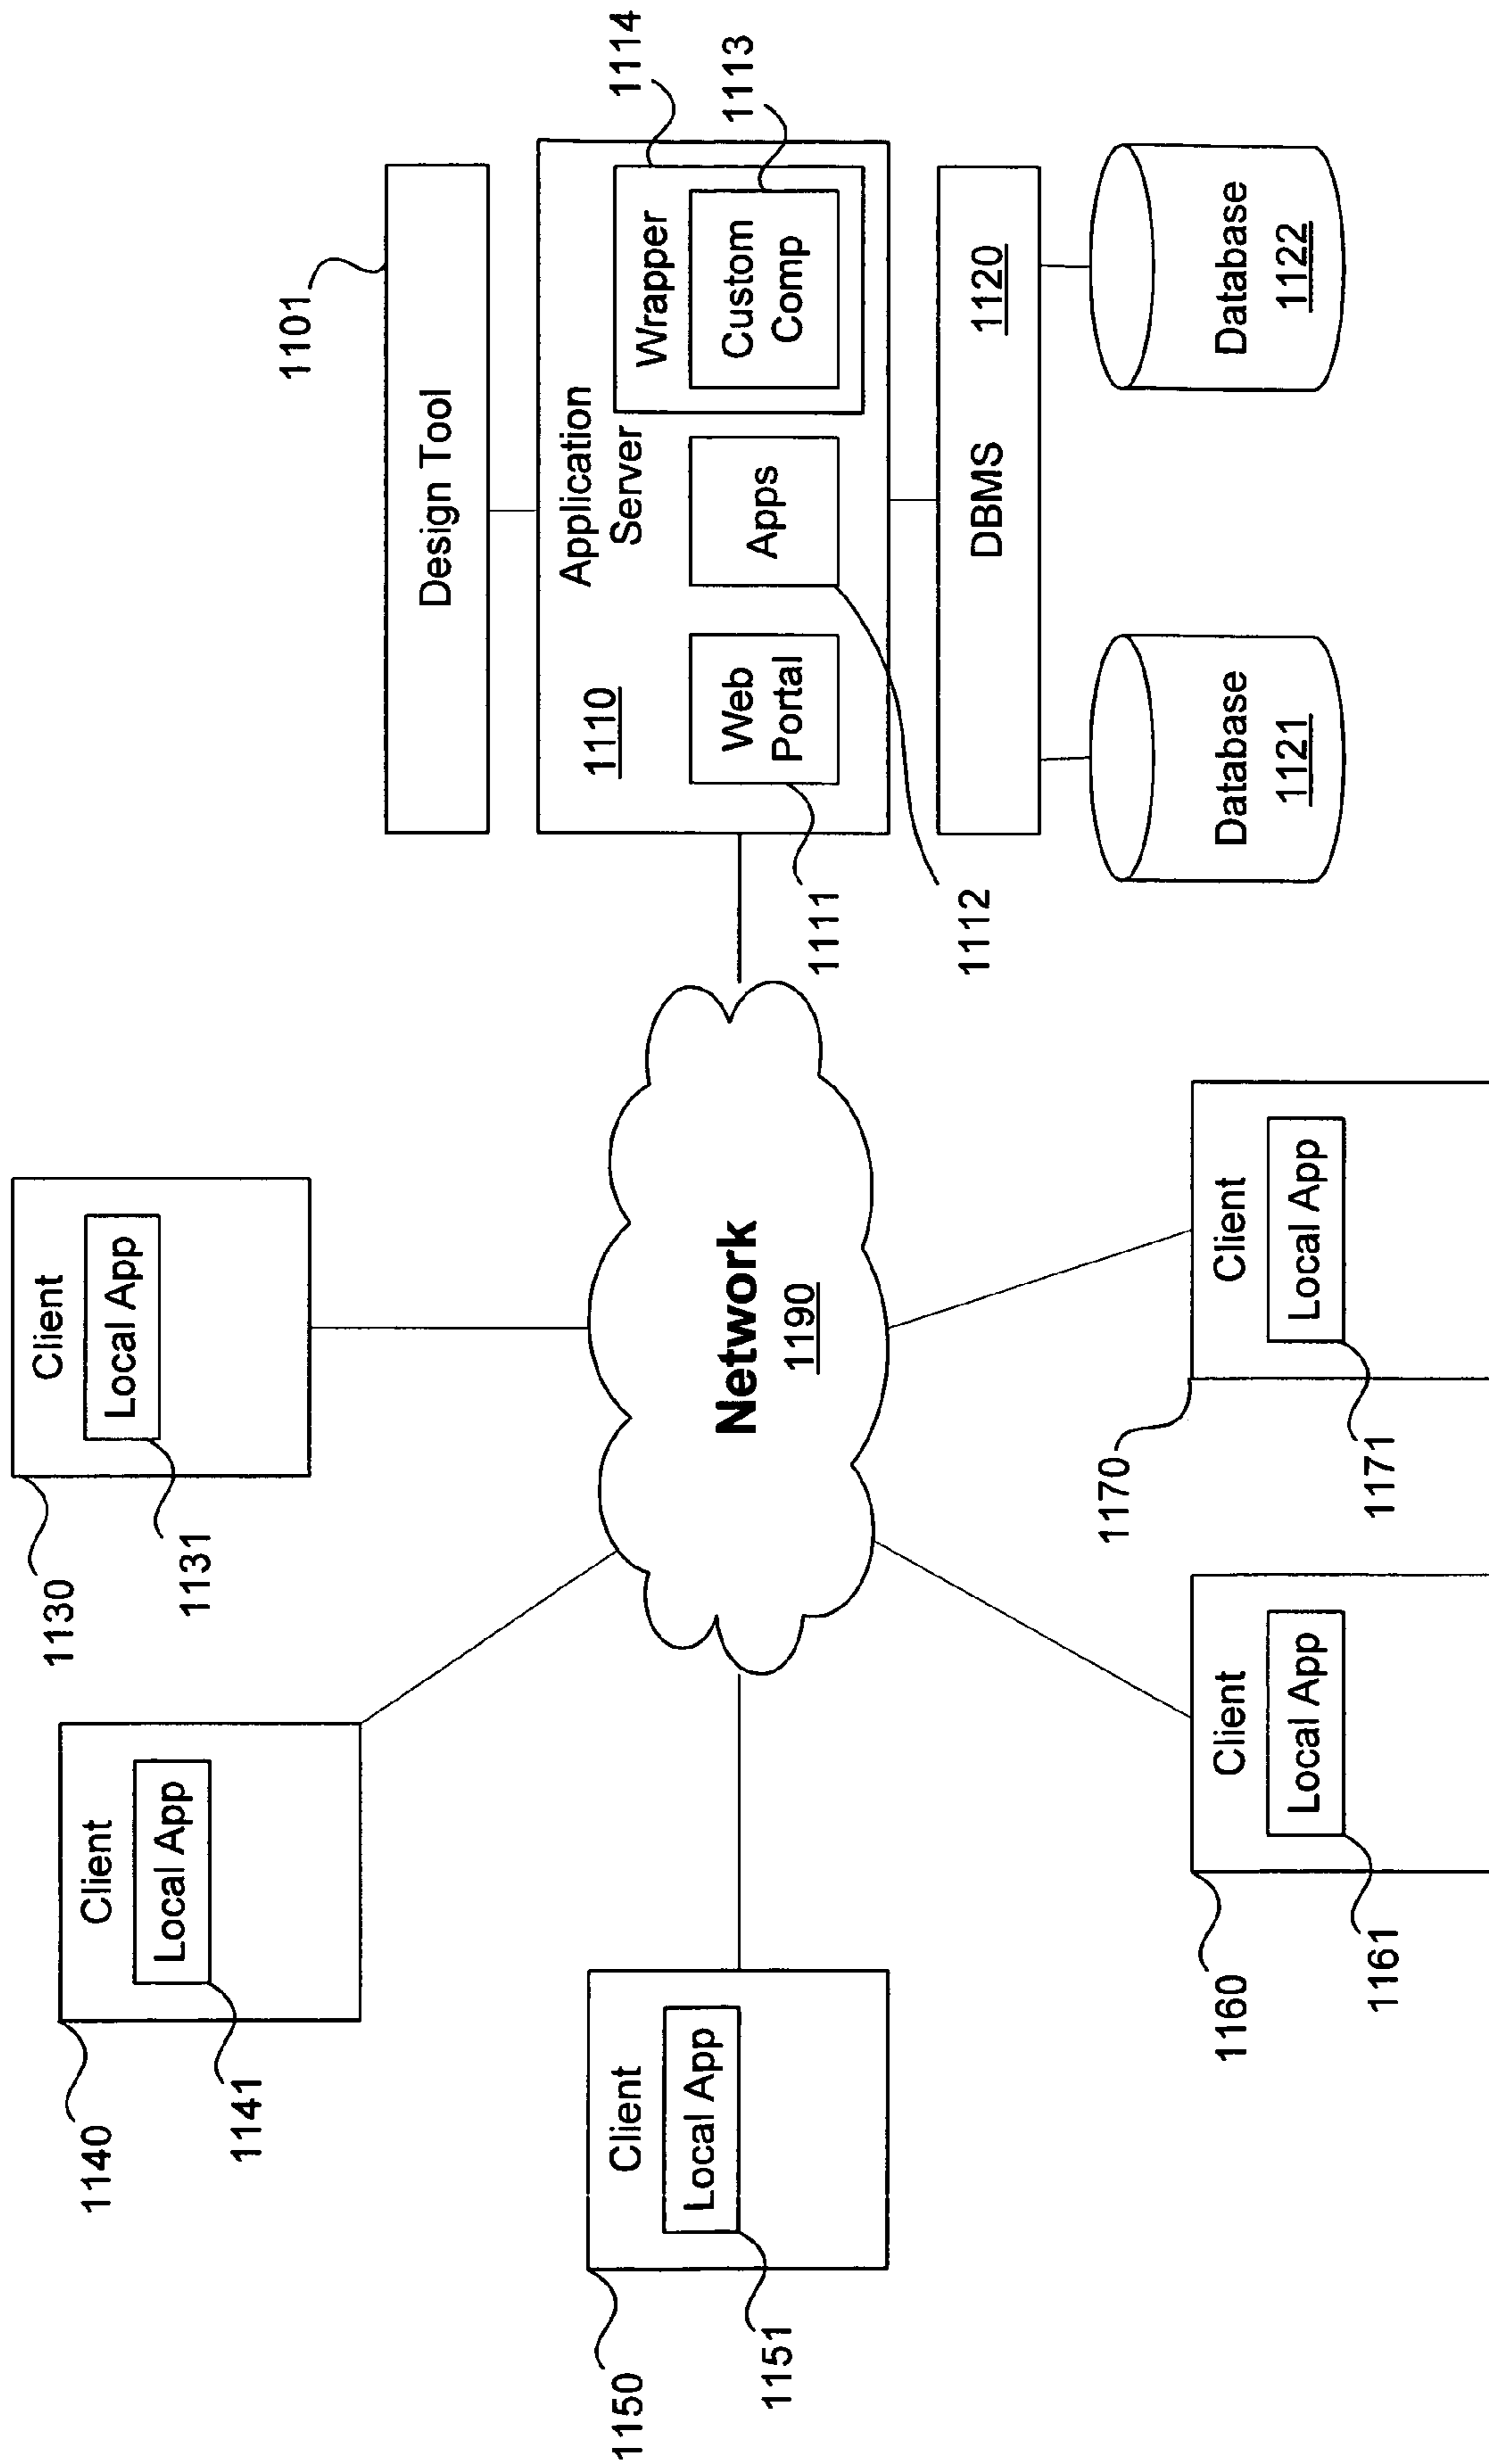 1130
Client
Local App
1131
1140
Client
Local App
1141
1150
Client
Local App
1151
1160
Client
Local App
1161
1170
Client
Local App
1171
Network
1190
1101
Design Tool
Application
Server
1110
Web
Portal
1111
Apps
1112
Wrapper
1114
Custom
Comp
1113
DBMS
1120
Database
1121
Database
1122